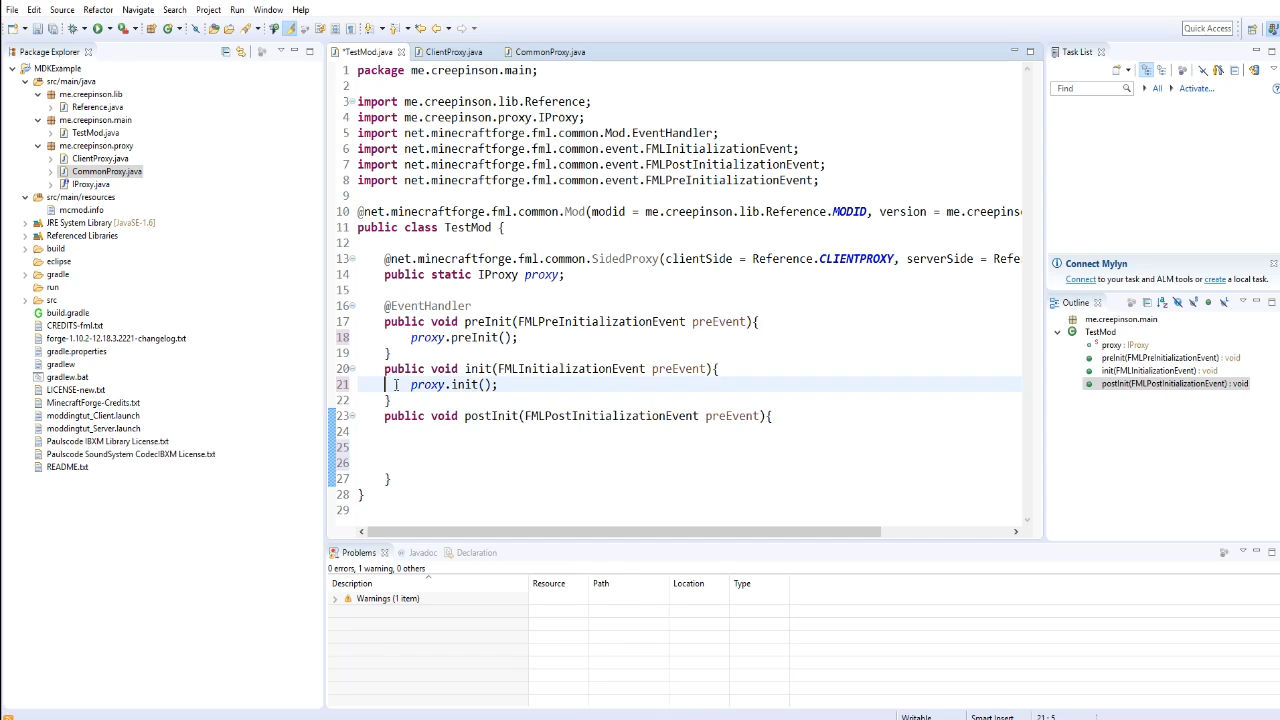 File Edit Source Refactor Navigate Search Project Run Window Help
Quick Access
Package Explorer
MDKExample
src/main/java
me.creepinson.lib
Reference.java
me.creepinson.main
TestMod.java
me.creepinson.proxy
ClientProxy.java
CommonProxy.java
IProxy.java
src/main/resources
mcmod.info
JRE System Library [JavaSE-1.6]
Referenced Libraries
build
eclipse
gradle
run
src
build.gradle
CREDITS-fml.txt
forge-1.10.2-12.18.3.2221-changelog.txt
gradle.properties
gradlew
gradlew.bat
LICENSE-new.txt
MinecraftForge-Credits.txt
moddingtut_Client.launch
moddingtut_Server.launch
Paulscode IBXM Library License.txt
Paulscode SoundSystem CodecIBXM License.txt
README.txt
*TestMod.java ClientProxy.java CommonProxy.java
1 package me.creepinson.main;
2
3 import me.creepinson.lib.Reference;
4 import me.creepinson.proxy.IProxy;
5 import net.minecraftforge.fml.common.Mod.EventHandler;
6 import net.minecraftforge.fml.common.event.FMLInitializationEvent;
7 import net.minecraftforge.fml.common.event.FMLPostInitializationEvent;
8 import net.minecraftforge.fml.common.event.FMLPreInitializationEvent;
9
10 @net.minecraftforge.fml.common.Mod(modid = me.creepinson.lib.Reference.MODID, version = me.creepins
11 public class TestMod {
12
13 @net.minecraftforge.fml.common.SidedProxy(clientSide = Reference.CLIENTPROXY, serverSide = Refe
14 public static IProxy proxy;
15
16 @EventHandler
17 public void preInit(FMLPreInitializationEvent preEvent){
18 proxy.preInit();
19 }
20 public void init(FMLInitializationEvent preEvent){
21 proxy.init();
22 }
23 public void postInit(FMLPostInitializationEvent preEvent){
24
25
26
27 }
28 }
29
Problems Javadoc Declaration
0 errors, 1 warning, 0 others
Description Resource Path Location Type
Warnings (1 item)
Task List
Find All Activate...
Connect Mylyn
Connect to your task and ALM tools or create a local task.
Outline
me.creepinson.main
TestMod
S
proxy : IProxy
preInit(FMLPreInitializationEvent) : void
init(FMLInitializationEvent) : void
postInit(FMLPostInitializationEvent) : void
Writable Smart Insert 21 : 5